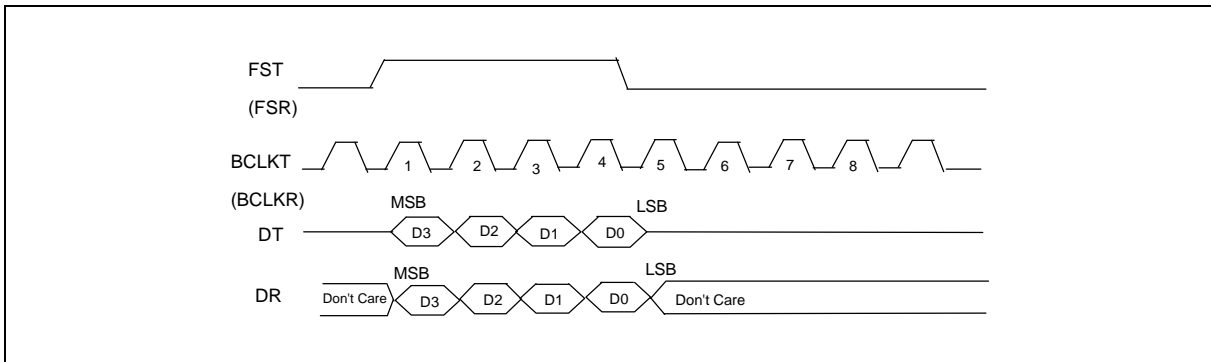 FST
(FSR)
BCLKT
1 2 3 4 5 6 7 8
(BCLKR)
MSB LSB
DT
D3 D2 D1 D0
MSB LSB
DR
Don't Care D3 D2 D1 D0 Don't Care